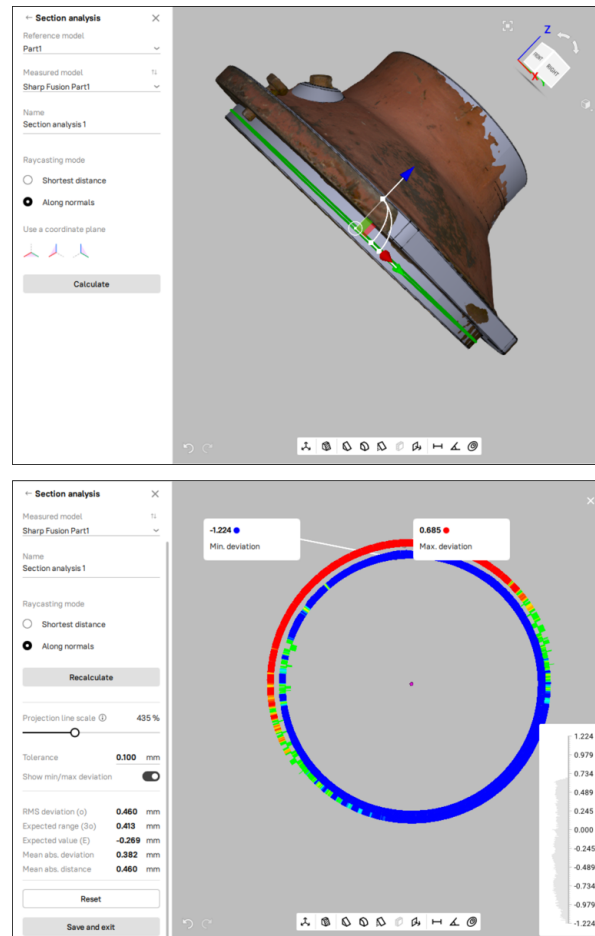 ← Section analysis
Reference model
Part1
Measured model
Sharp Fusion Part1
Name
Section analysis 1
Raycasting mode
Shortest distance
Along normals
Use a coordinate plane
Calculate
Z
FRONT
RIGHT
X
← Section analysis
Measured model
Sharp Fusion Part1
Name
Section analysis 1
Raycasting mode
Shortest distance
Along normals
Recalculate
Projection line scale 435 %
Tolerance 0.100 mm
Show min/max deviation
RMS deviation (σ) 0.460 mm
Expected range (3σ) 0.413 mm
Expected value (E) -0.269 mm
Mean abs. deviation 0.382 mm
Mean abs. distance 0.460 mm
Reset
Save and exit
-1.224
Min. deviation
0.685
Max. deviation
1.224
0.979
0.734
0.489
0.245
0.000
-0.245
-0.489
-0.734
-0.979
-1.224